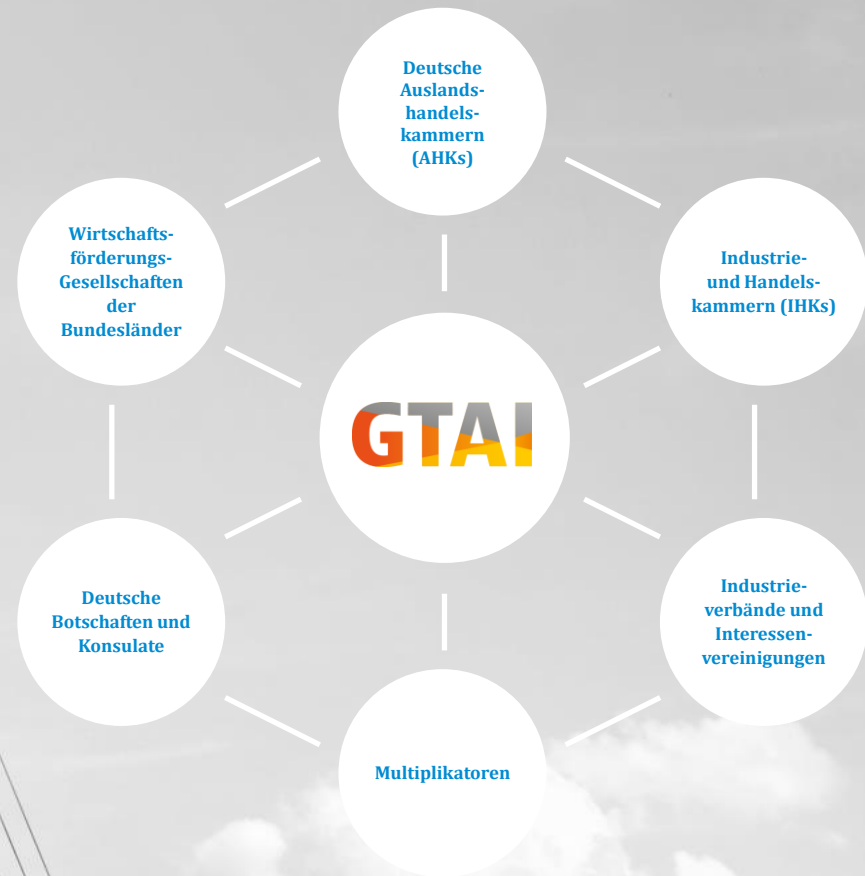 Deutsche
Auslands-
handels-
kammern
(AHKs)
Wirtschafts-
förderungs-
Gesellschaften
der
Bundesländer
Industrie-
und Handels-
kammern (IHKs)
GTAI
Deutsche
Botschaften und
Konsulate
Industrie-
verbände und
Interessen-
vereinigungen
Multiplikatoren